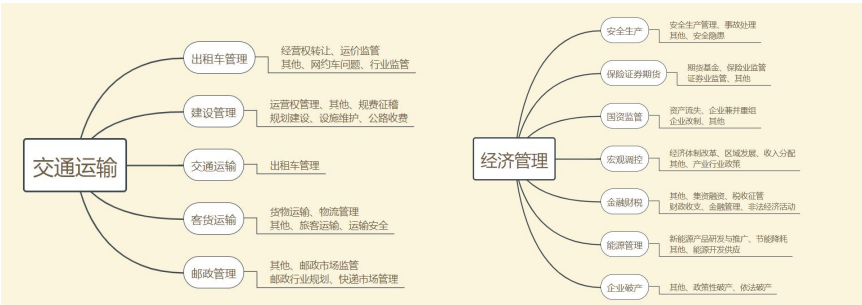 交通运输
出租车管理
经营权转让、运价监管
其他、网约车问题、行业监管
建设管理
运营权管理、其他、规费征稽
规划建设、设施维护、公路收费
交通运输
出租车管理
客货运输
货物运输、物流管理
其他、旅客运输、运输安全
邮政管理
其他、邮政市场监管
邮政行业规划、快递市场管理
经济管理
安全生产
安全生产管理、事故处理
其他、安全隐患
保险证券期货
期货基金、保险业监管
证券业监管、其他
国资监管
资产流失、企业兼并重组
企业改制、其他
宏观调控
经济体制改革、区域发展、收入分配
其他、产业行业政策
金融财税
其他、集资融资、税收征管
财政收支、金融管理、非法经济活动
能源管理
新能源产品研发与推广、节能降耗
其他、能源开发供应
企业破产
其他、政策性破产、依法破产